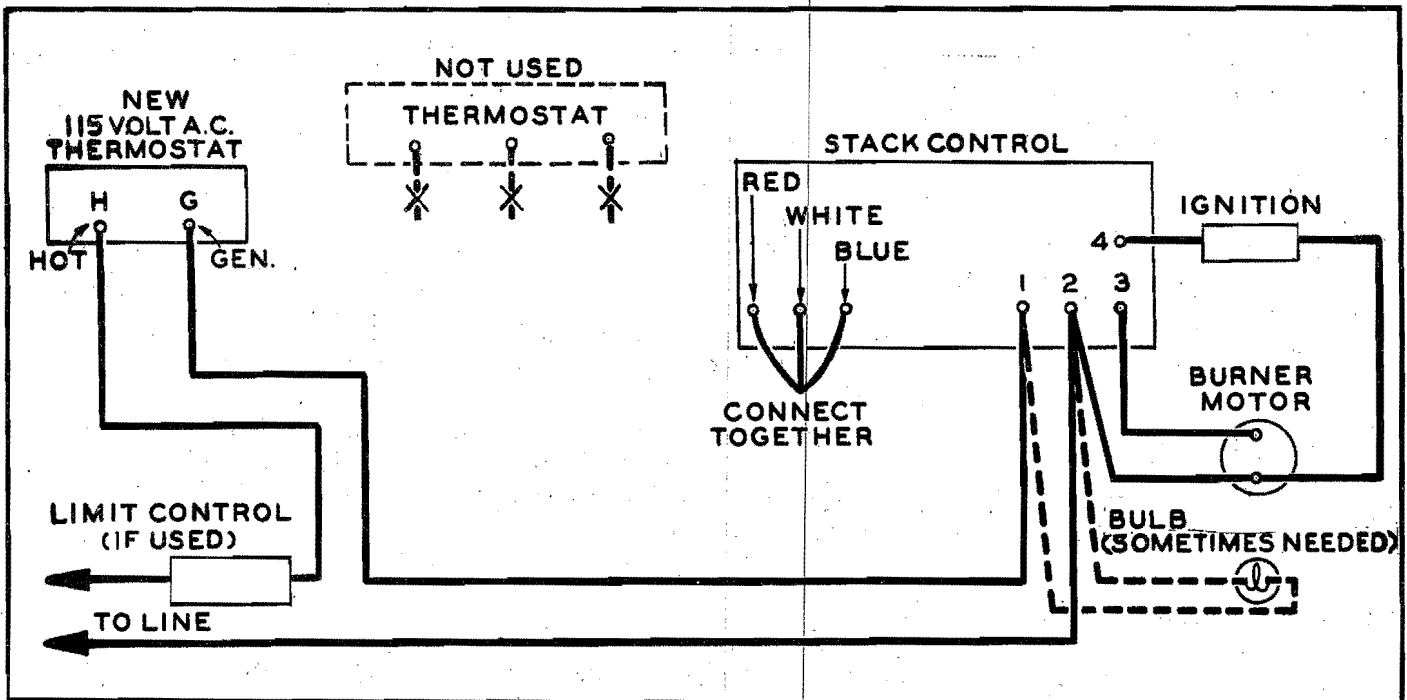 NEW
115 VOLT A.C.
THERMOSTAT
H
G
HOT
GEN.
NOT USED
THERMOSTAT
STACK CONTROL
RED
WHITE
BLUE
4
1
2
3
IGNITION
CONNECT
TOGETHER
BURNER
MOTOR
LIMIT CONTROL
(IF USED)
BULB
(SOMETIMES NEEDED)
TO LINE